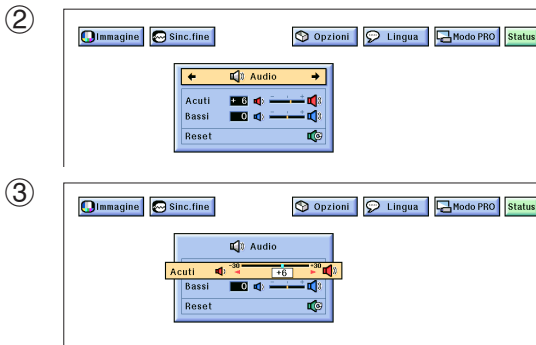 ②
Immagine Sinc.fine Opzioni Lingua Modo PRO Status
Audio
Acuti + 6 - +
Bassi 0 - +
Reset
③
Immagine Sinc.fine Opzioni Lingua Modo PRO Status
Audio
-30 +30
Acuti +6
Bassi 0 - +
Reset